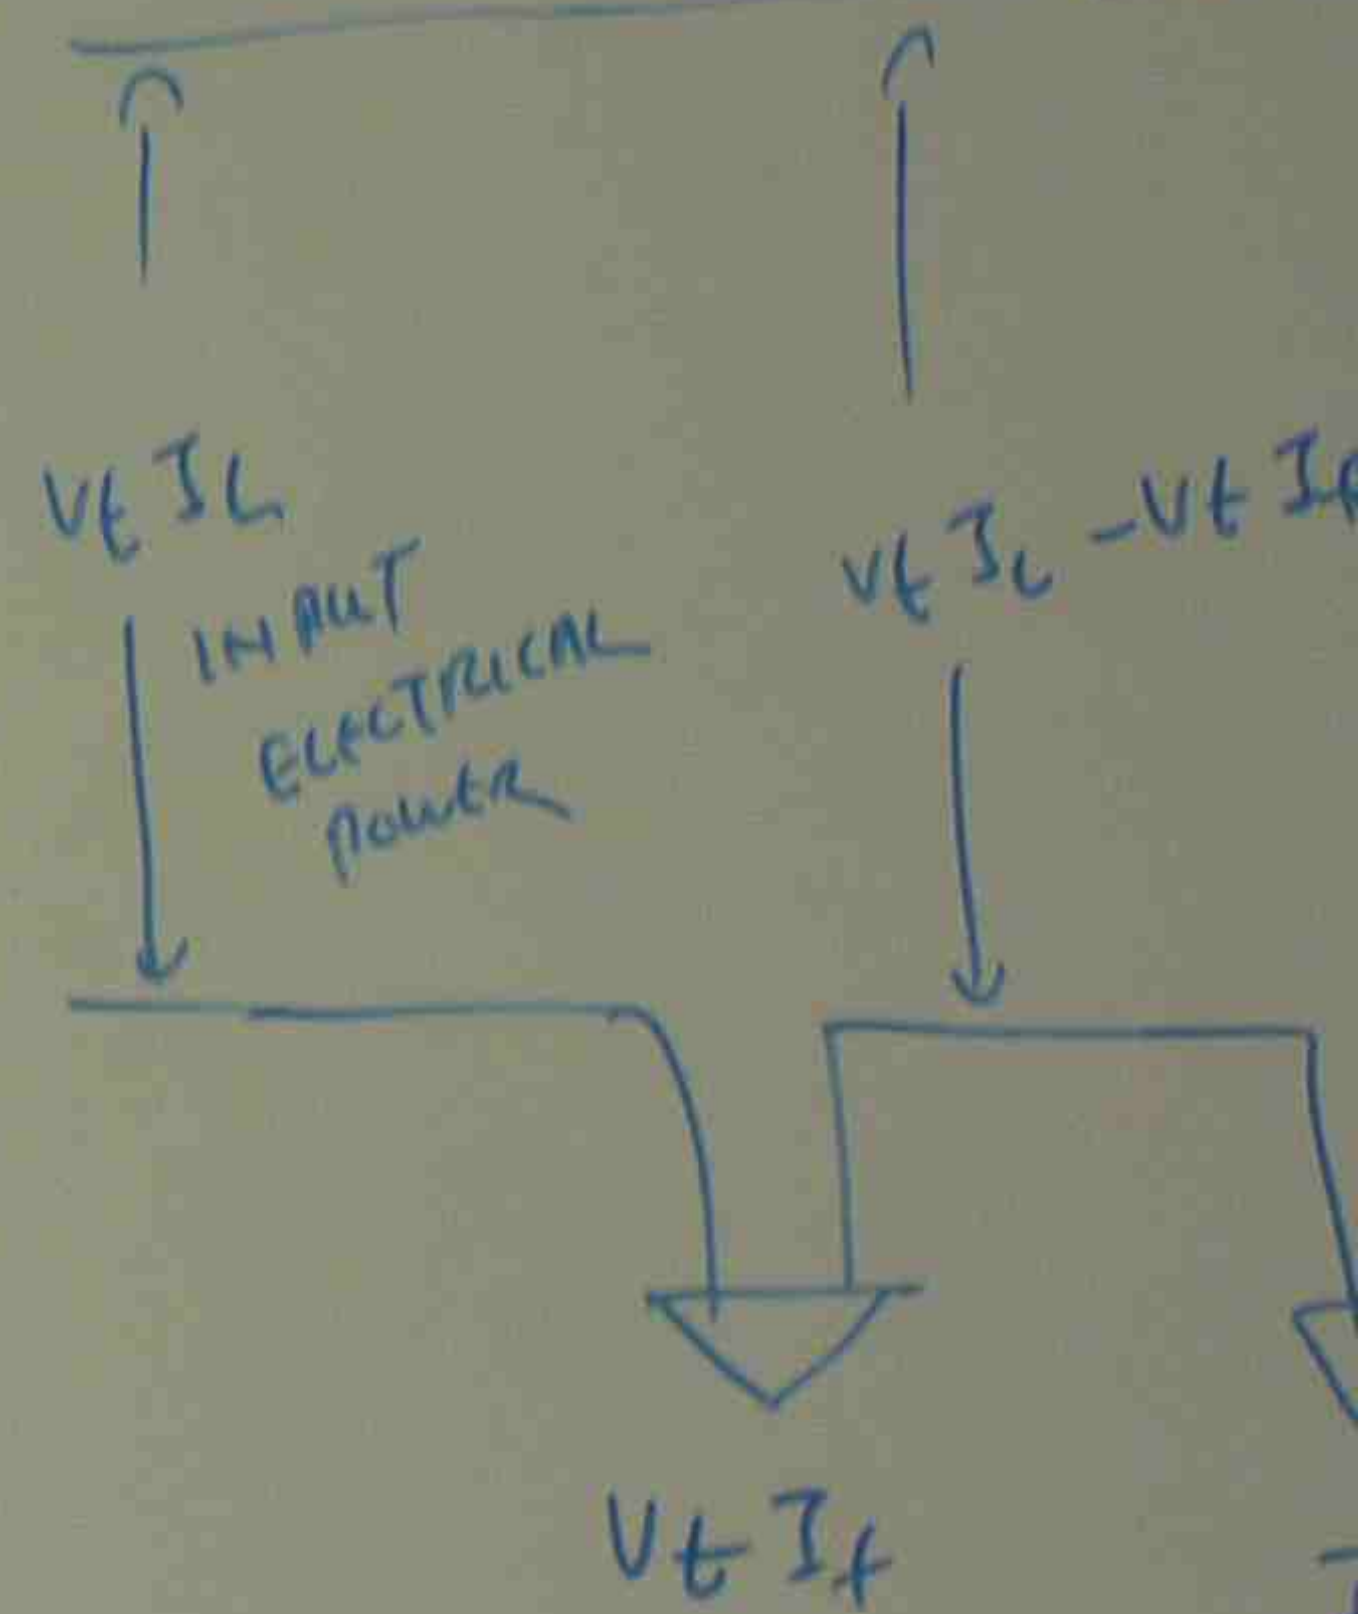 Vt IL
INPUT
ELECTRICAL
POWER
Vt IL - Vt If
Vt If